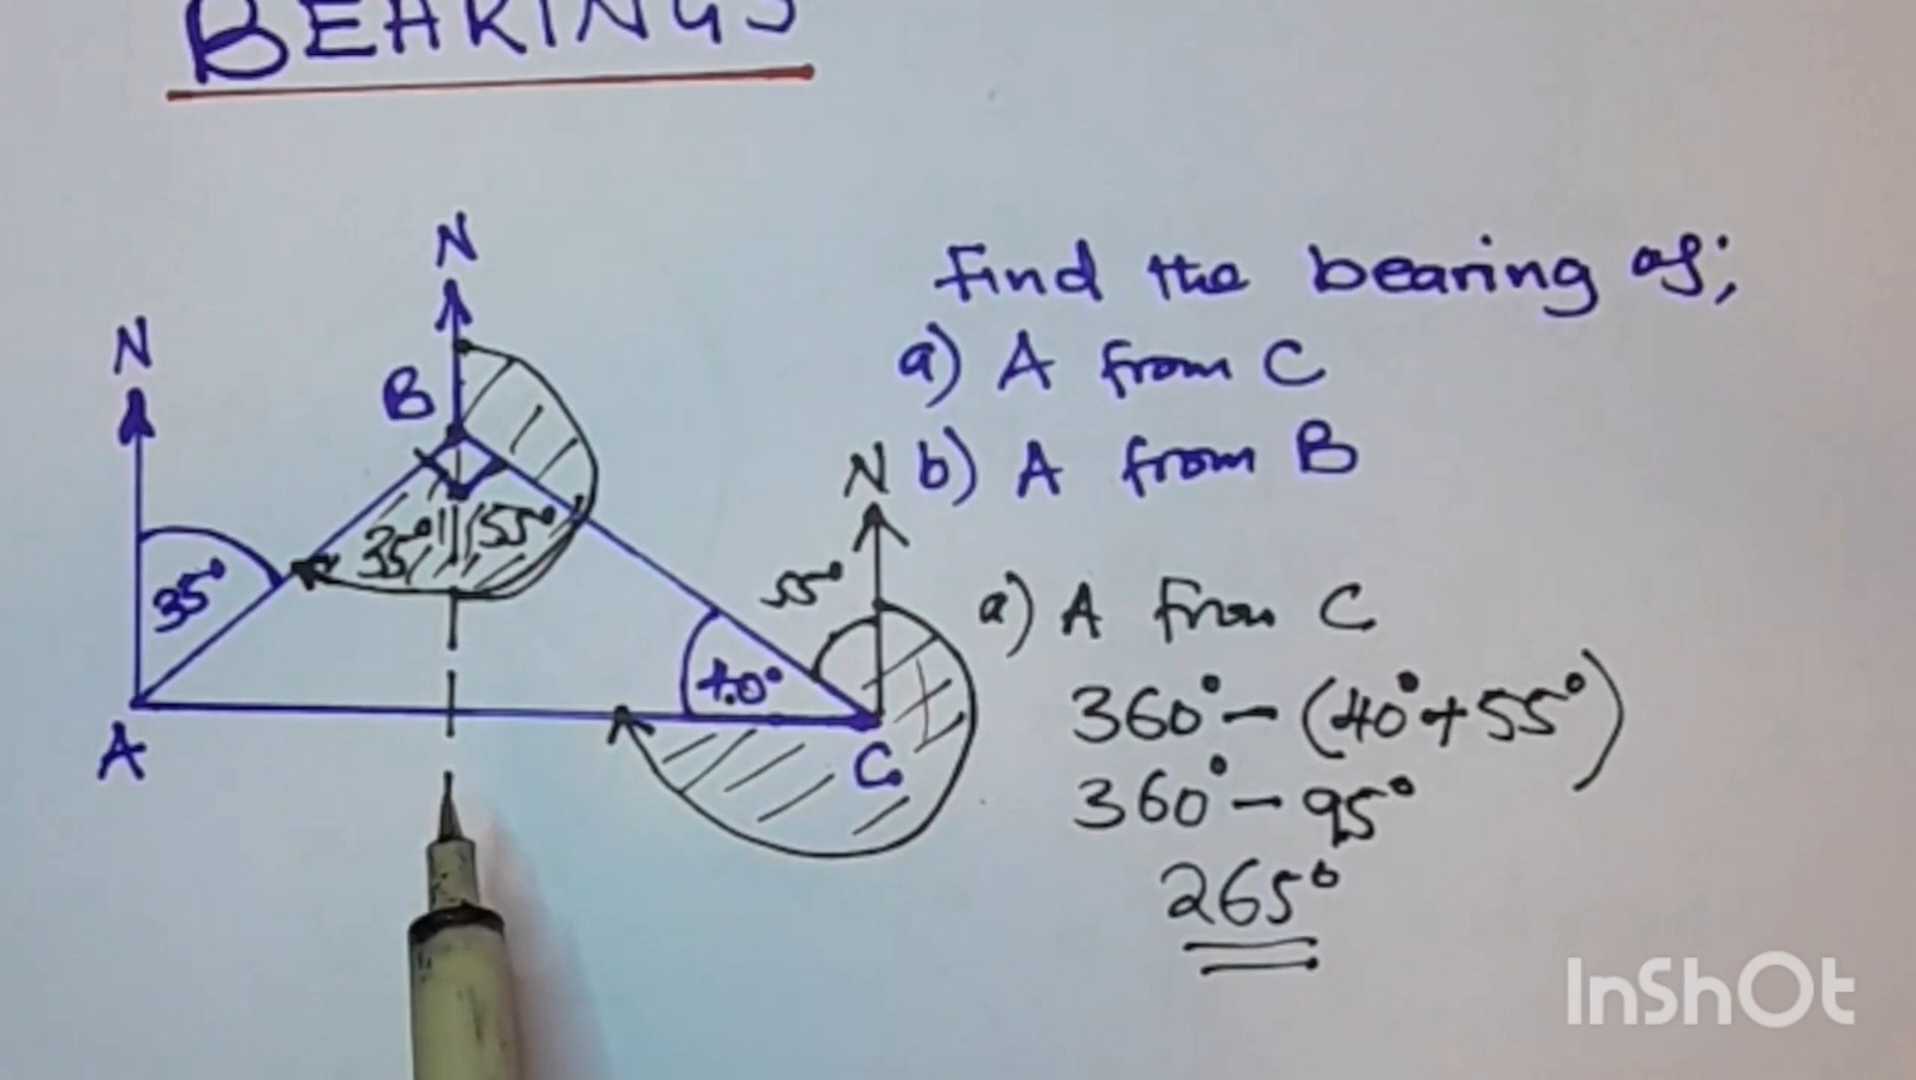 BEARINGS
N
N
B
Find the bearing of;
a) A from C
N b) A from B
35° 55°
55°
35°
40°
A
C
a) A from C
360° - (40° + 55°)
360° - 95°
265°
InShOt